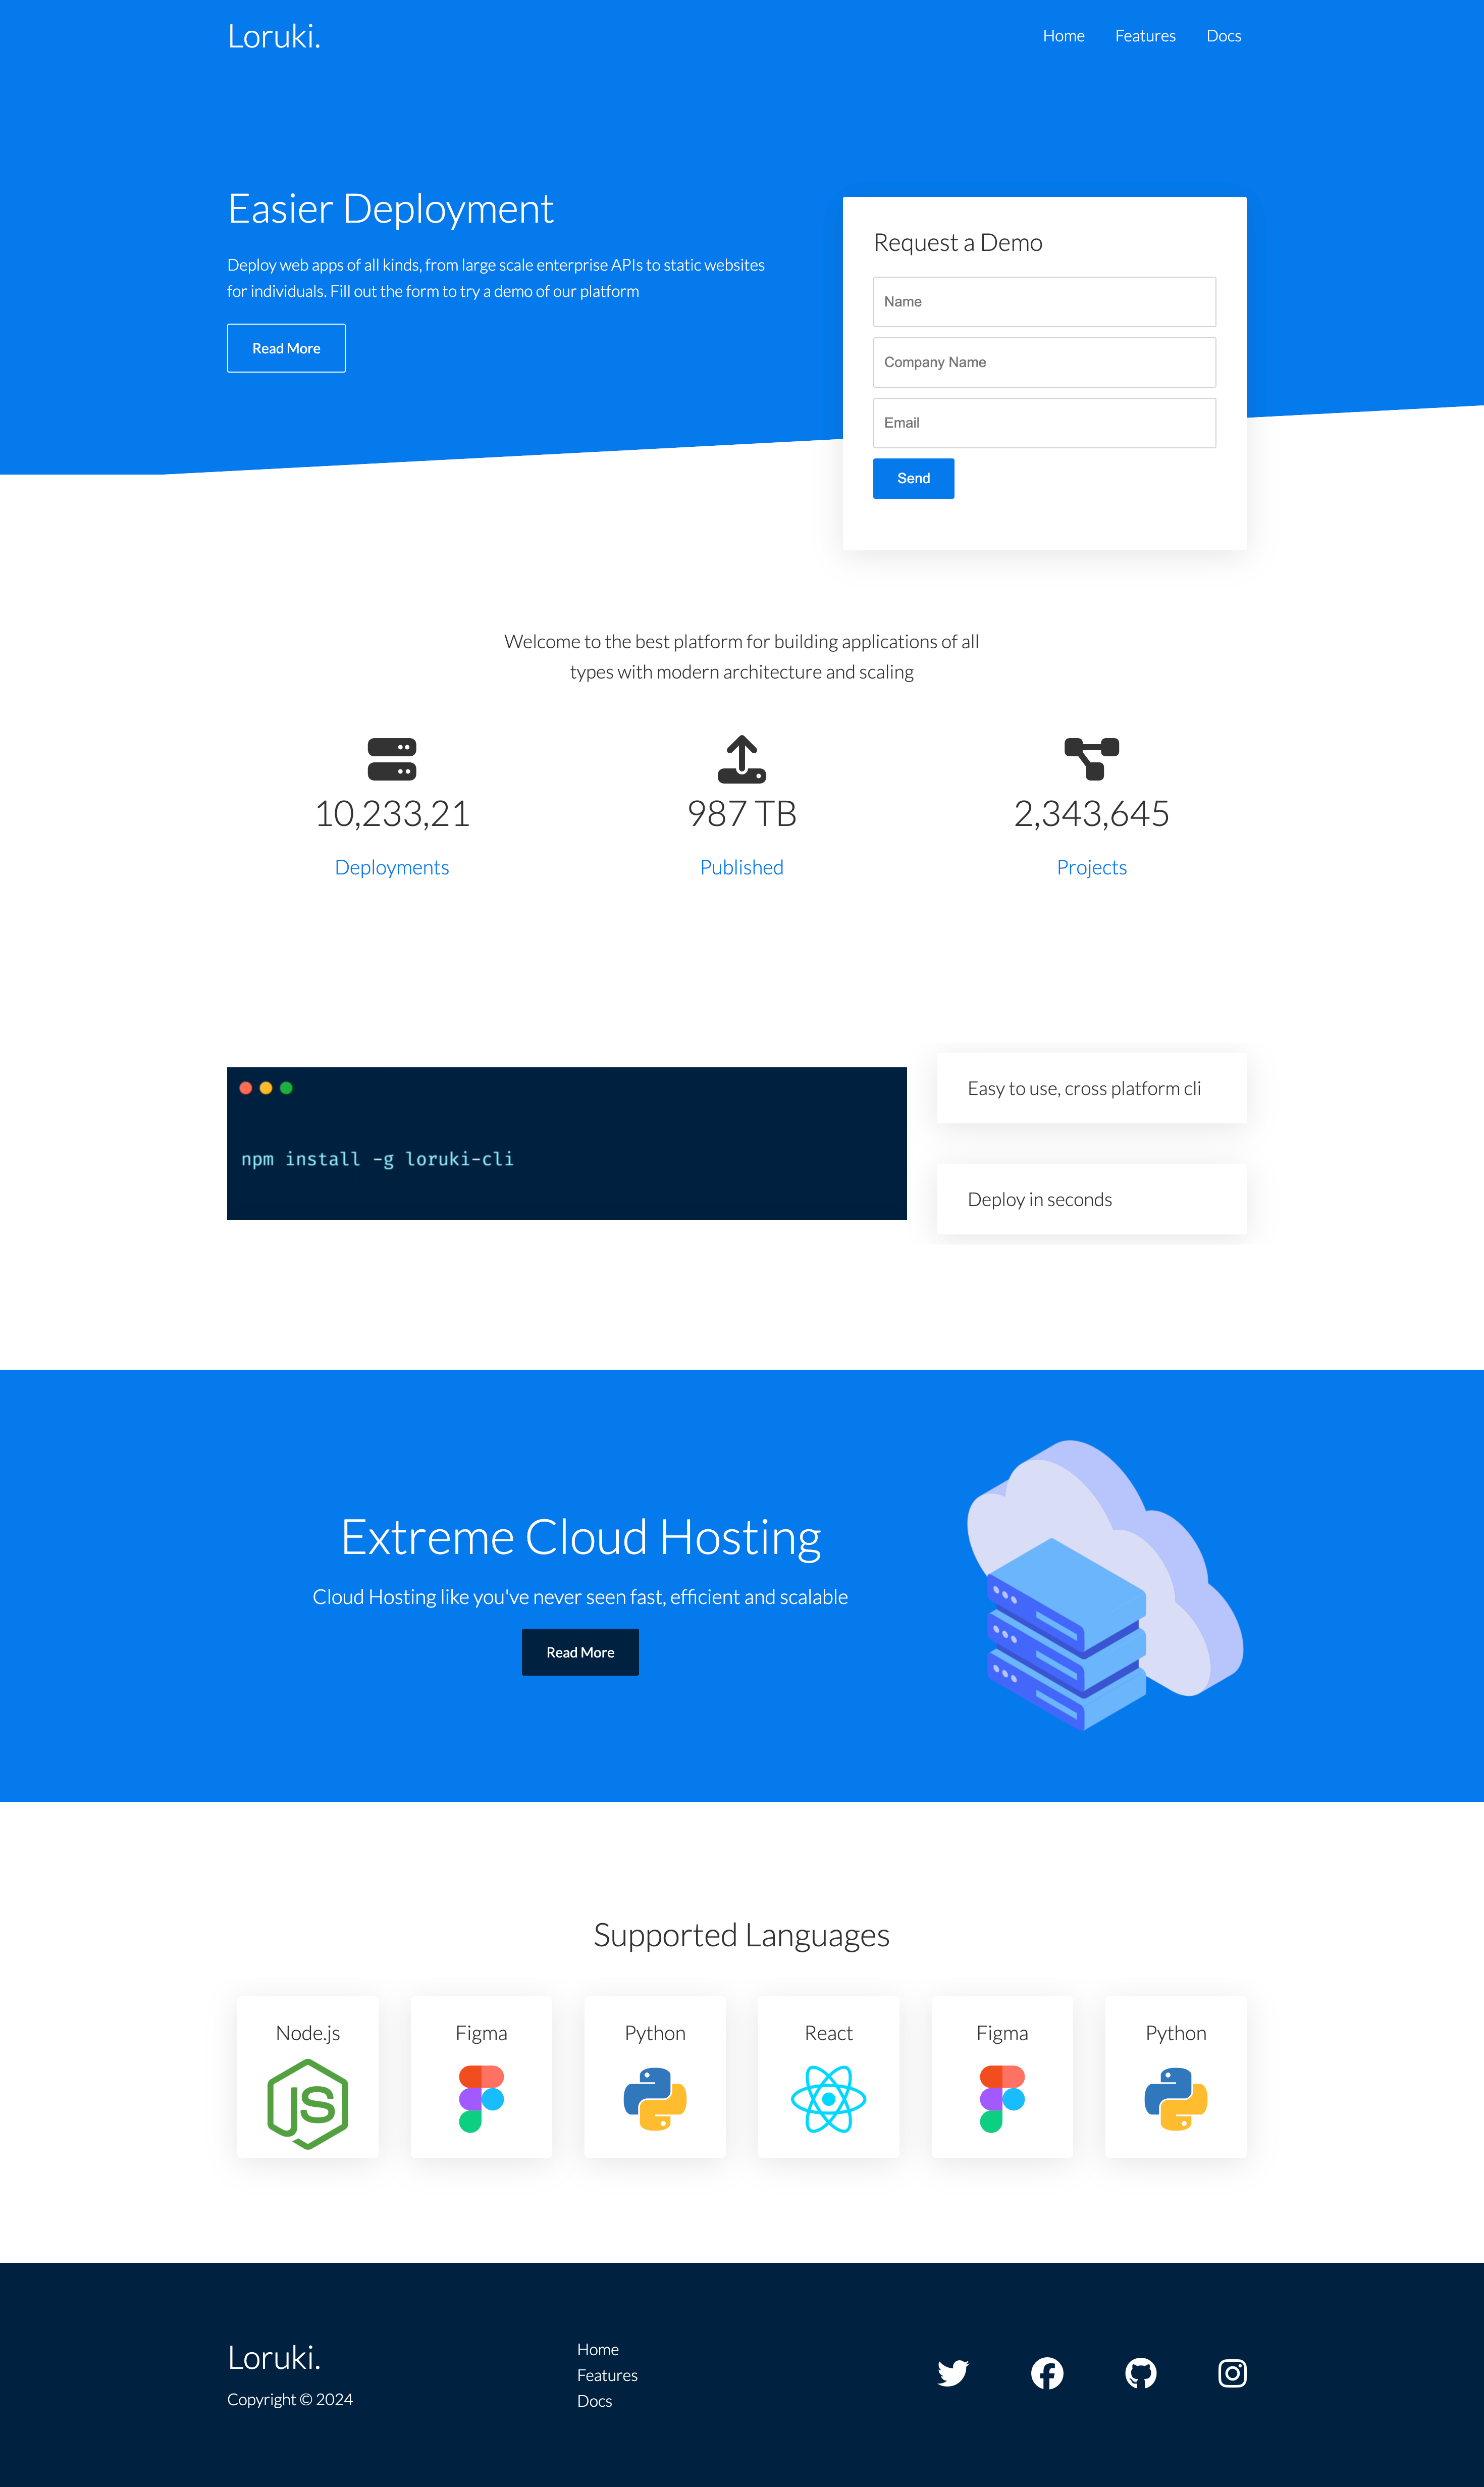 Loruki.
Home Features Docs
Easier Deployment
Deploy web apps of all kinds, from large scale enterprise APIs to static websites
for individuals. Fill out the form to try a demo of our platform
Read More
Request a Demo
Name
Company Name
Email
Send
Welcome to the best platform for building applications of all
types with modern architecture and scaling
10,233,21
Deployments
987 TB
Published
2,343,645
Projects
npm install -g loruki-cli
Easy to use, cross platform cli
Deploy in seconds
Extreme Cloud Hosting
Cloud Hosting like you've never seen fast, efficient and scalable
Read More
Supported Languages
Node.js
JS
Figma
Python
React
Figma
Python
Loruki.
Copyright © 2024
Home
Features
Docs